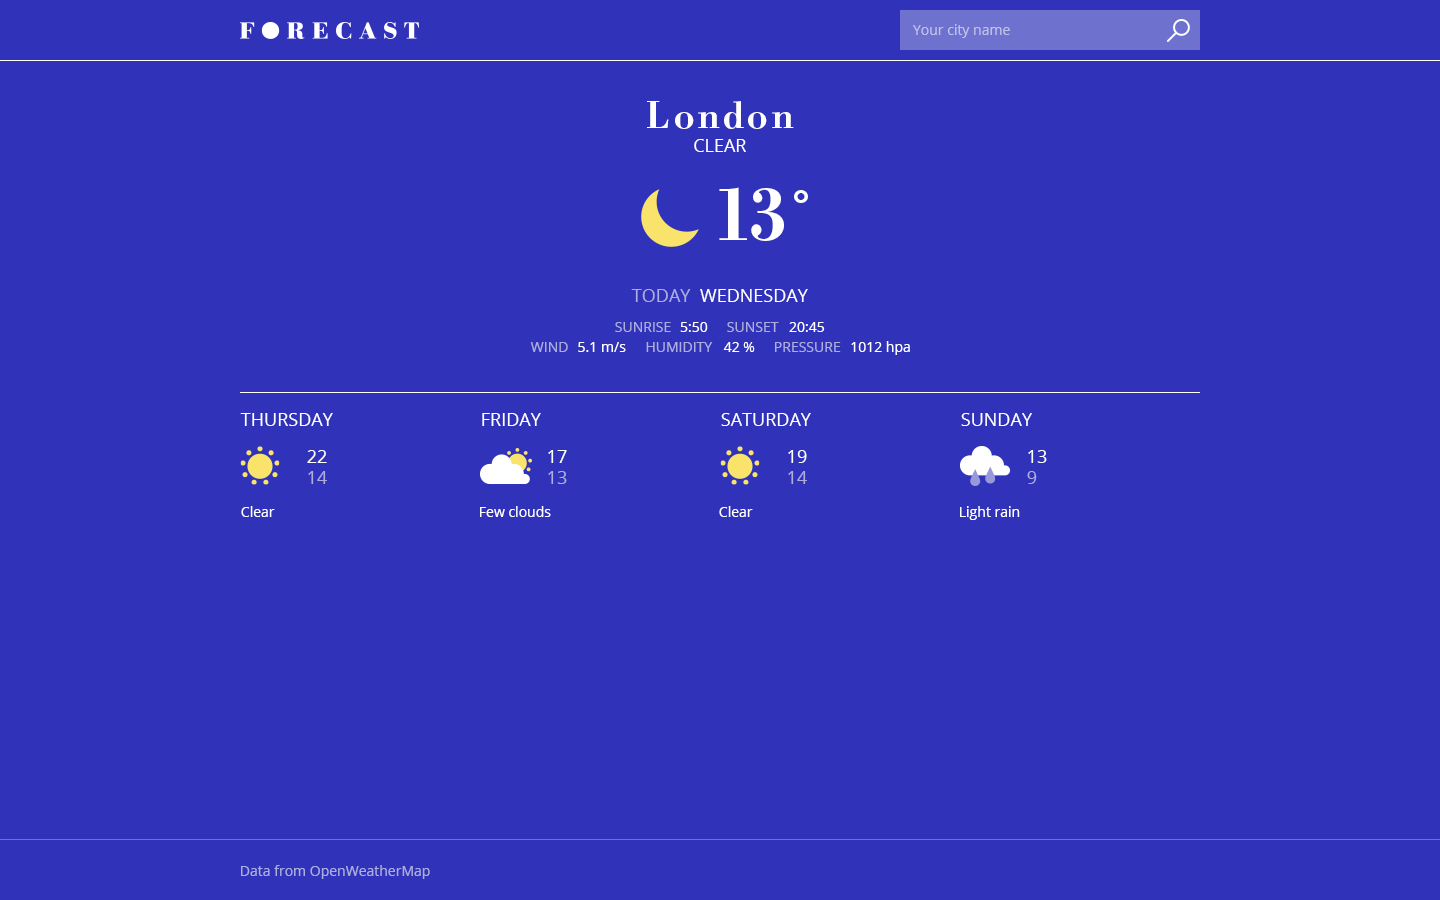 FORECAST
Your city name
London
CLEAR
13°
TODAY WEDNESDAY
SUNRISE 5:50 SUNSET 20:45
WIND 5.1 m/s HUMIDITY 42 % PRESSURE 1012 hpa
THURSDAY
22
14
Clear
FRIDAY
17
13
Few clouds
SATURDAY
19
14
Clear
SUNDAY
13
9
Light rain
Data from OpenWeatherMap